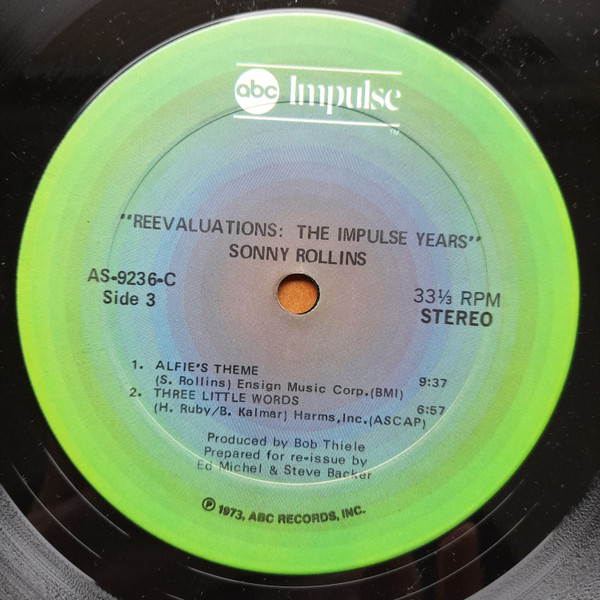 abc Impulse
TM
"REEVALUATIONS: THE IMPULSE YEARS"
SONNY ROLLINS
AS-9236-C
Side 3
33⅓ RPM
STEREO
1. ALFIE'S THEME 9:37
(S. Rollins) Ensign Music Corp.(BMI)
2. THREE LITTLE WORDS 6:57
(H. Ruby/B. Kalmar) Harms,Inc.(ASCAP)
Produced by Bob Thiele
Prepared for re-issue by
Ed Michel & Steve Backer
Ⓟ 1973, ABC RECORDS, INC.